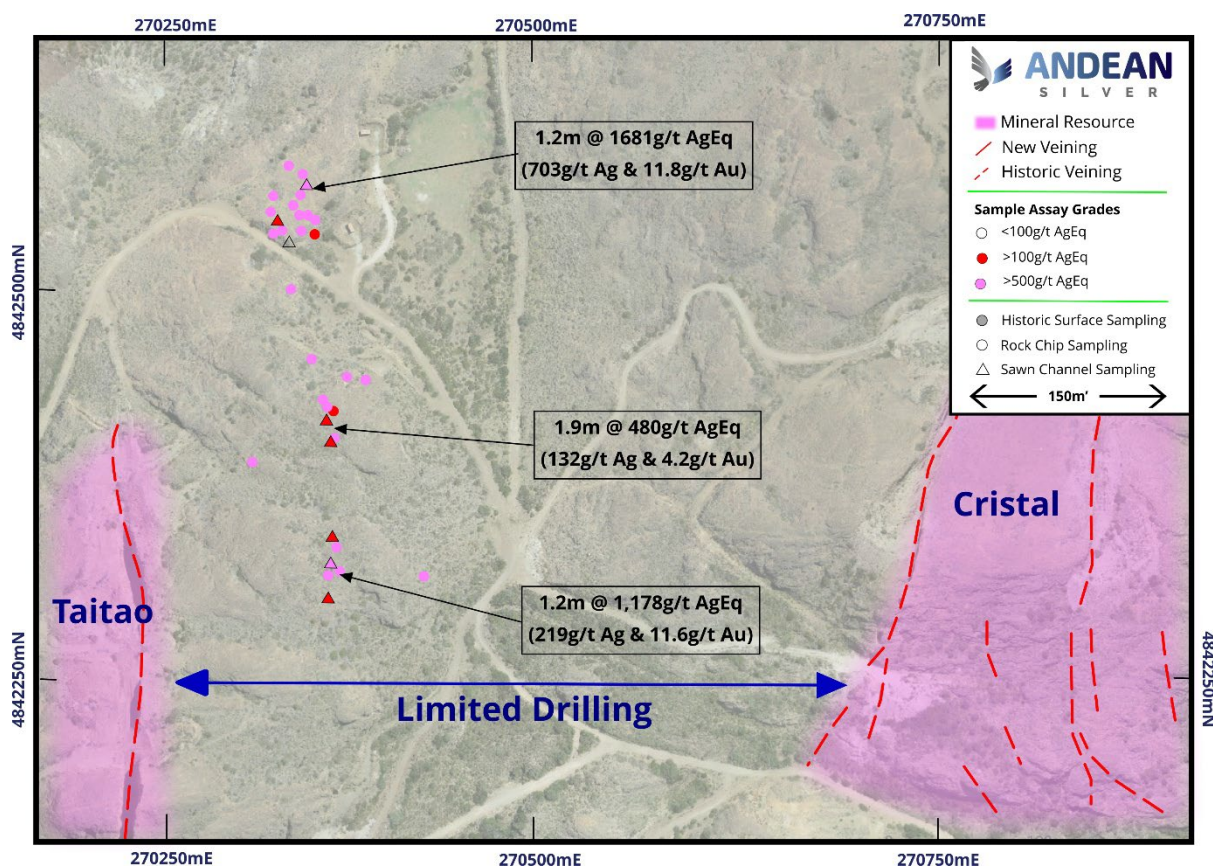 270250mE
270500mE
270750mE
ANDEAN
SILVER
Mineral Resource
New Veining
Historic Veining
Sample Assay Grades
<100g/t AgEq
>100g/t AgEq
>500g/t AgEq
Historic Surface Sampling
Rock Chip Sampling
Sawn Channel Sampling
150m'
1.2m @ 1681g/t AgEq
(703g/t Ag & 11.8g/t Au)
4842500mN
1.9m @ 480g/t AgEq
(132g/t Ag & 4.2g/t Au)
Cristal
Taitao
1.2m @ 1,178g/t AgEq
(219g/t Ag & 11.6g/t Au)
4842250mN
4842250mN
Limited Drilling
270250mE
270500mE
270750mE